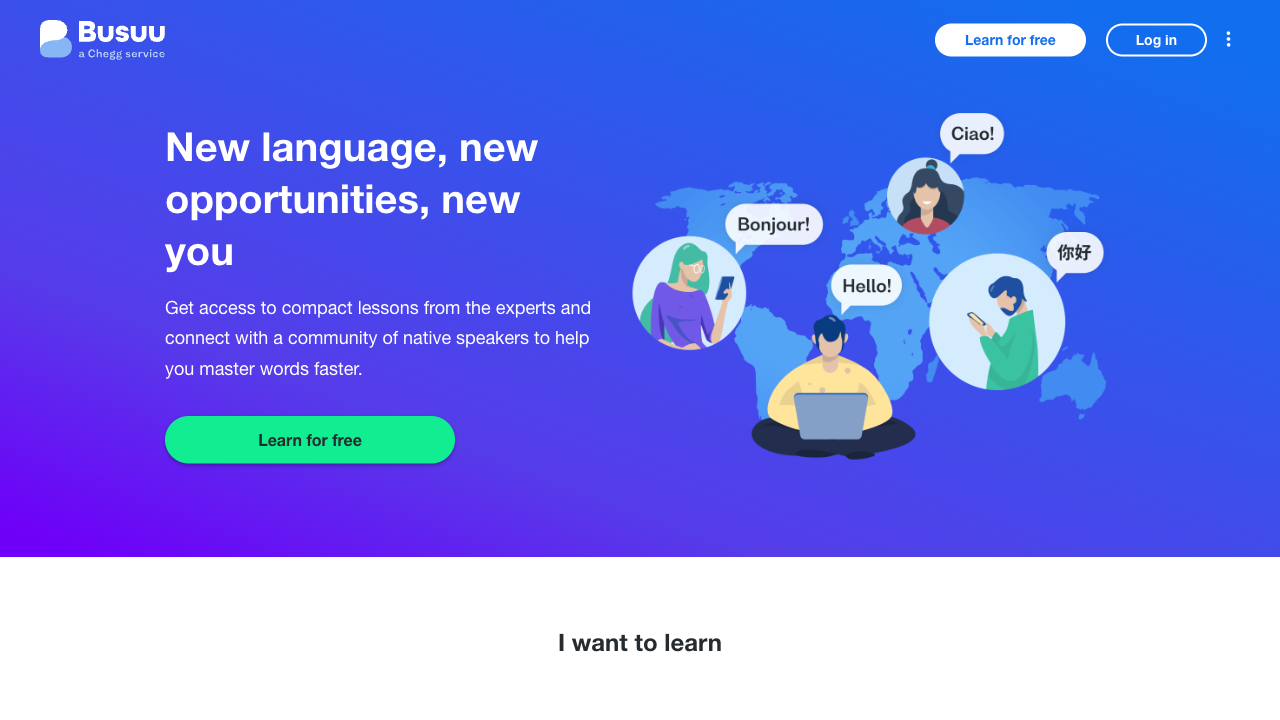 Busuu
a Chegg service
Learn for free
Log in
New language, new
opportunities, new
you
Get access to compact lessons from the experts and
connect with a community of native speakers to help
you master words faster.
Learn for free
Ciao!
Bonjour!
你好
Hello!
I want to learn